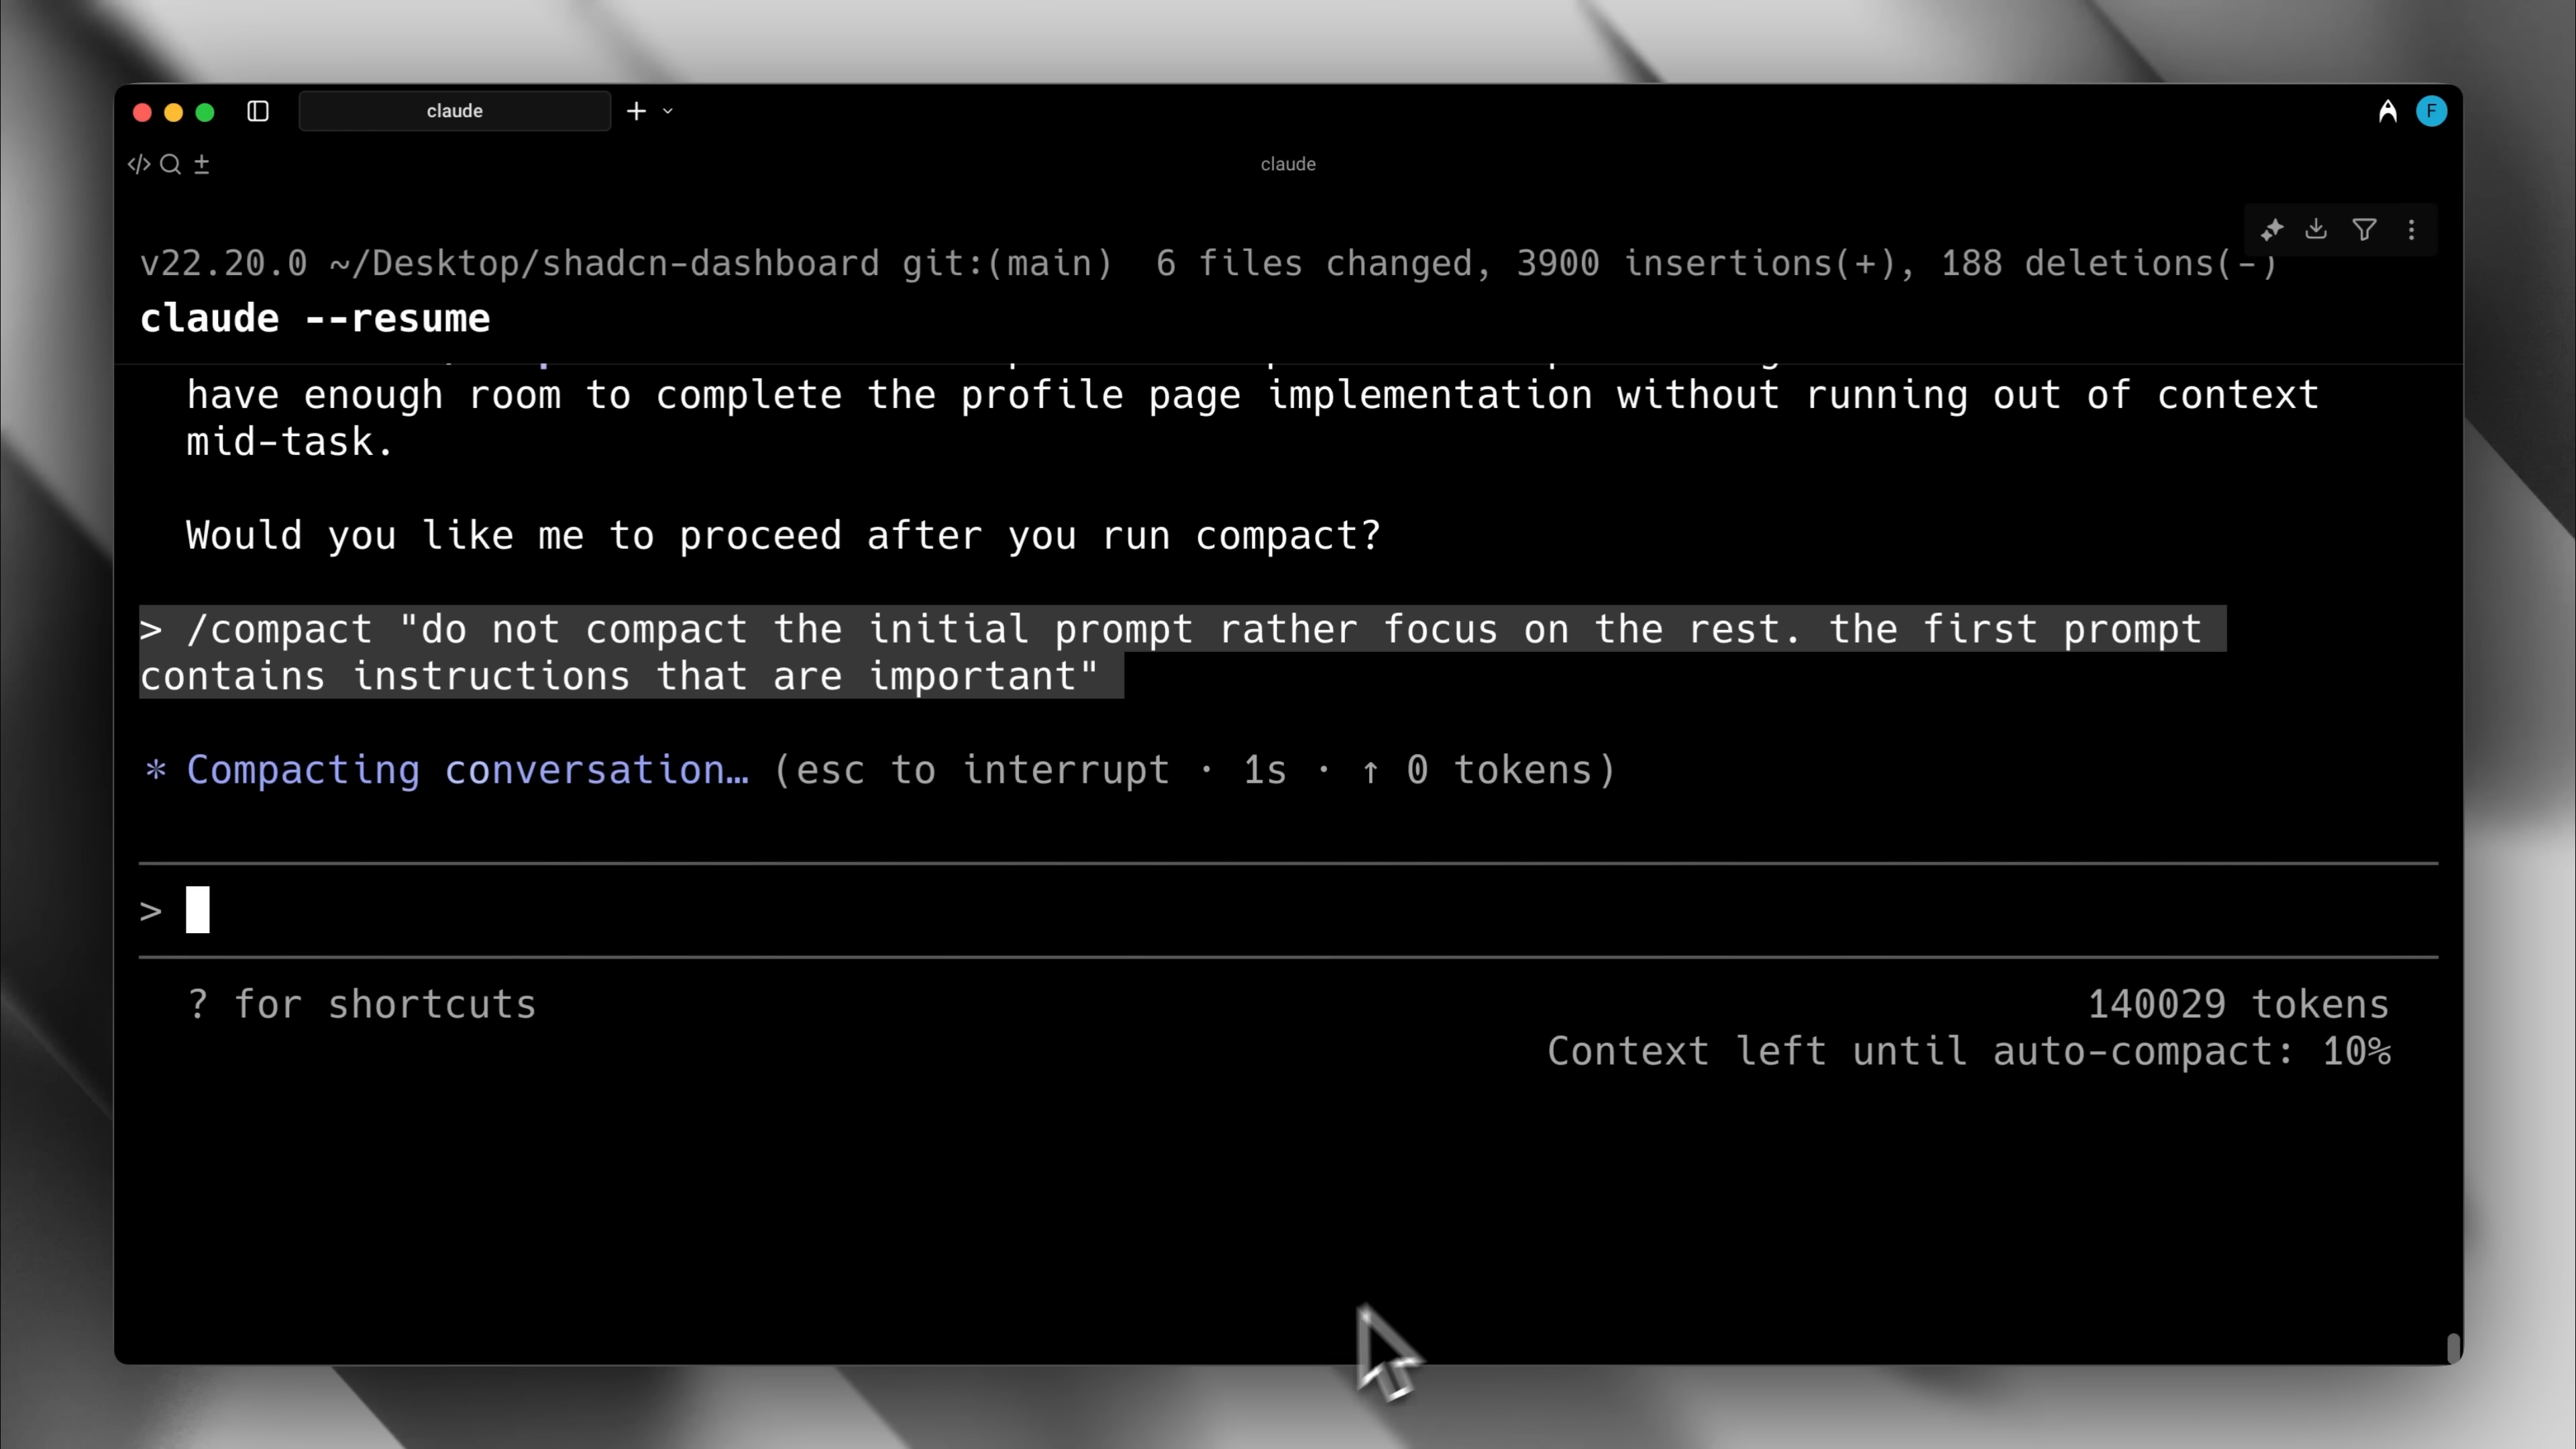 claude
F
claude
v22.20.0 ~/Desktop/shadcn-dashboard git:(main) 6 files changed, 3900 insertions(+), 188 deletions(-)
claude --resume
have enough room to complete the profile page implementation without running out of context
mid-task.
Would you like me to proceed after you run compact?
> /compact "do not compact the initial prompt rather focus on the rest. the first prompt
contains instructions that are important"
* Compacting conversation… (esc to interrupt · 1s · ↑ 0 tokens)
>
? for shortcuts
140029 tokens
Context left until auto-compact: 10%